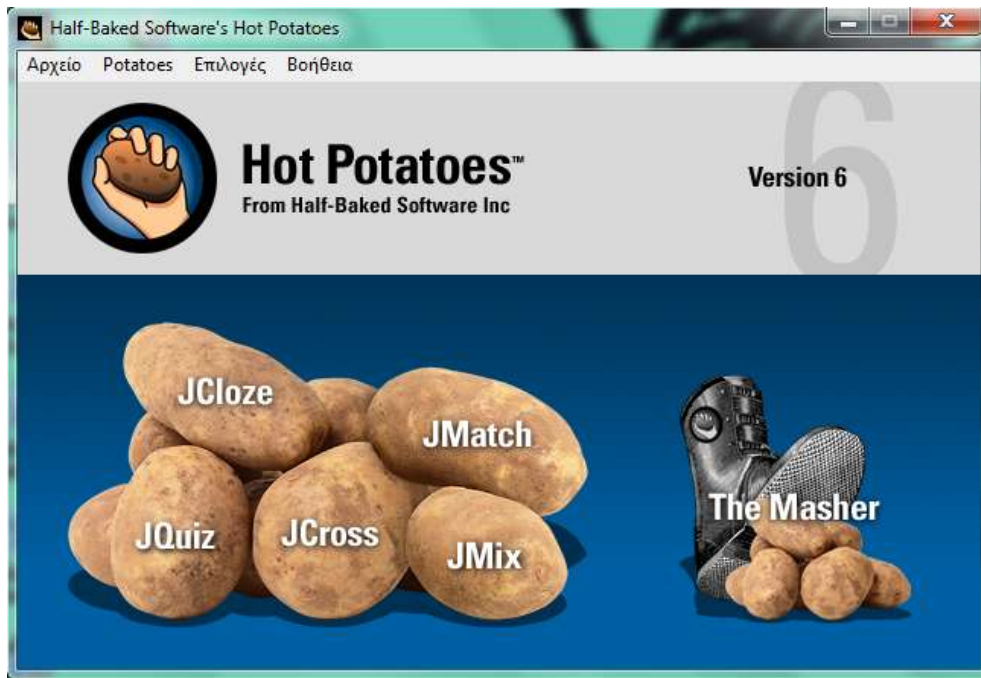 Half-Baked Software's Hot Potatoes
Αρχείο Potatoes Επιλογές Βοήθεια
Hot Potatoes™
From Half-Baked Software Inc
Version 6
6
JCloze
JMatch
JQuiz
JCross
JMix
The Masher